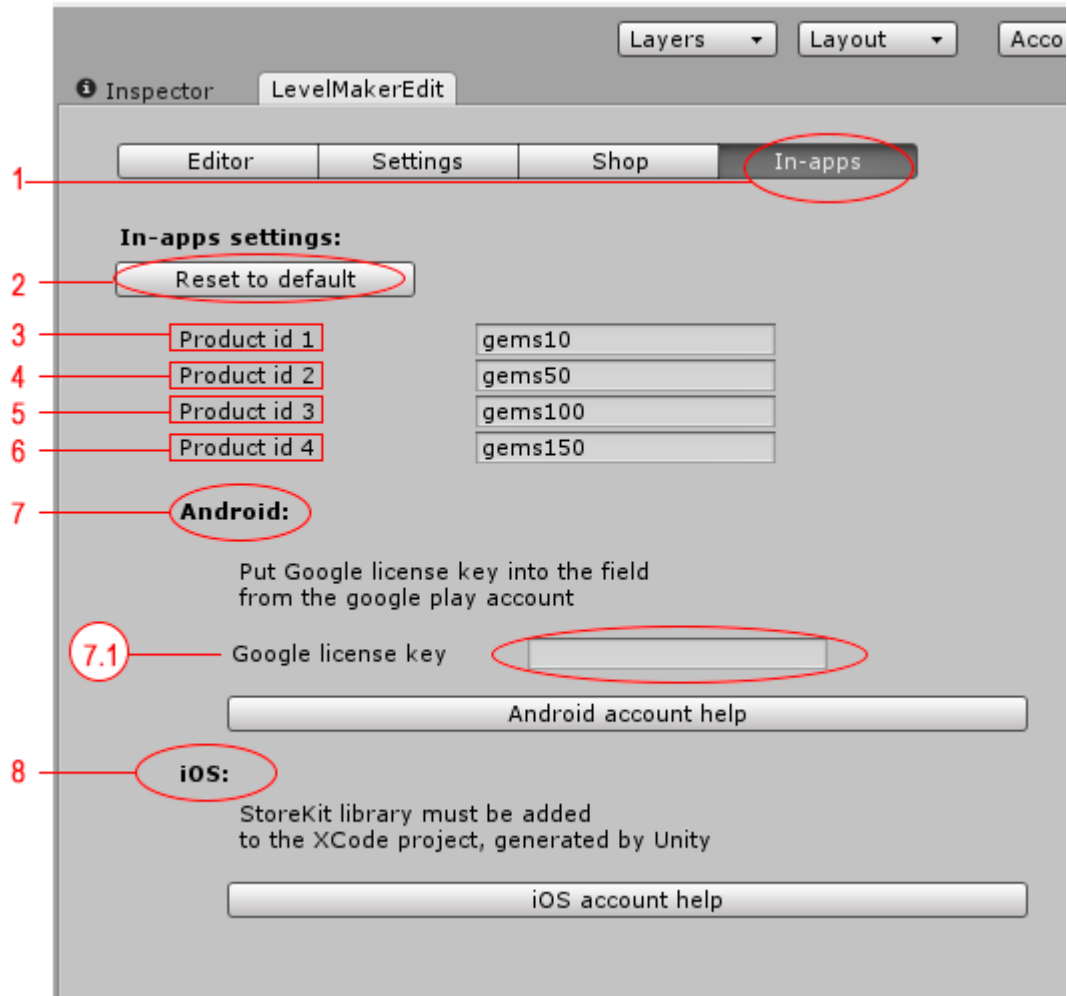 Layers Layout Acco
Inspector LevelMakerEdit
Editor Settings Shop In-apps
1
In-apps settings:
2 Reset to default
3 Product id 1 gems10
4 Product id 2 gems50
5 Product id 3 gems100
6 Product id 4 gems150
7 Android:
Put Google license key into the field
from the google play account
7.1 Google license key
Android account help
8 iOS:
StoreKit library must be added
to the XCode project, generated by Unity
iOS account help